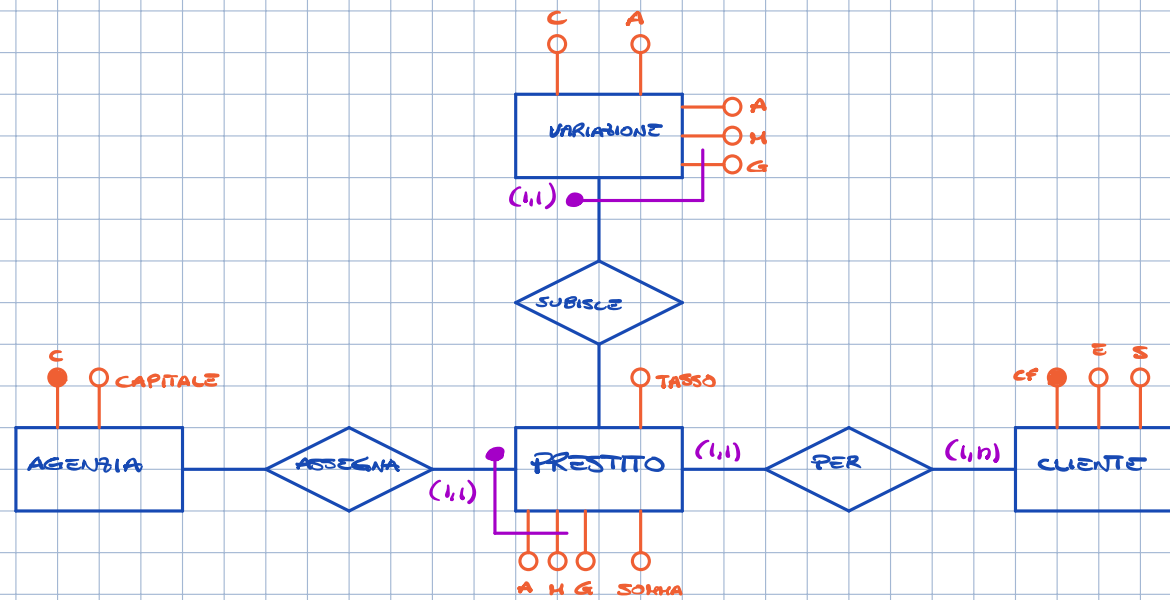 C A
VARIAZIONE
A
M
G
(1,1)
SUBISCE
C
CAPITALE
TASSO
CF
E
S
AGENZIA
ASSEGNA
(1,1)
PRESTITO
(1,1)
PER
(1,n)
CLIENTE
A M G SOMMA